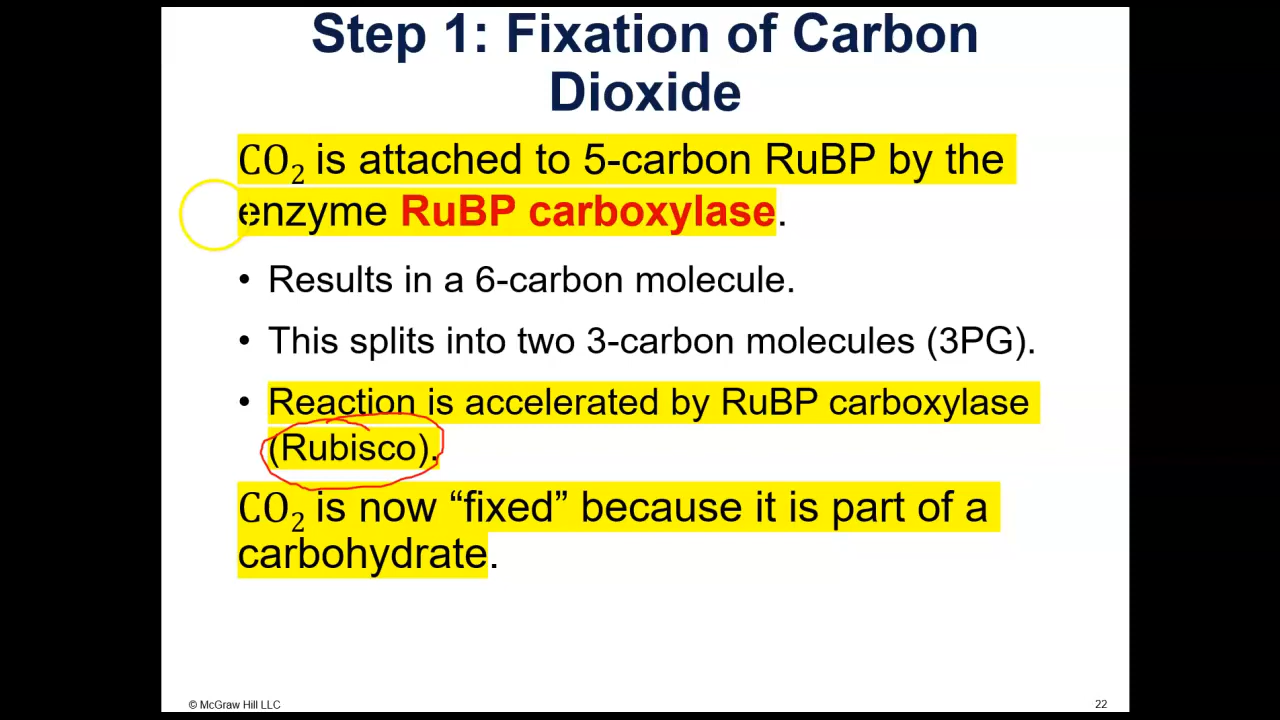 Step 1: Fixation of Carbon
Dioxide
CO₂ is attached to 5-carbon RuBP by the
enzyme RuBP carboxylase.
• Results in a 6-carbon molecule.
• This splits into two 3-carbon molecules (3PG).
• Reaction is accelerated by RuBP carboxylase
(Rubisco).
CO₂ is now “fixed” because it is part of a
carbohydrate.
© McGraw Hill LLC
22